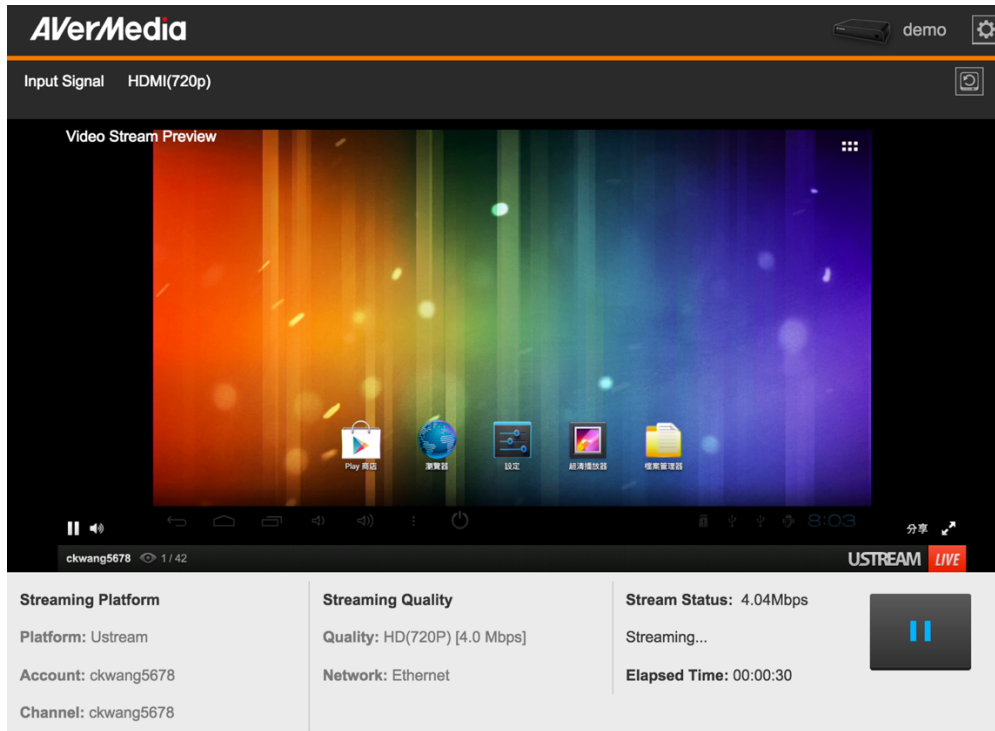 AVerMedia
demo
Input Signal HDMI(720p)
Video Stream Preview
Play 商店
瀏覽器
設定
超清播放器
檔案管理器
8:03
分享
ckwang5678 1 / 42
USTREAM LIVE
Streaming Platform
Platform: Ustream
Account: ckwang5678
Channel: ckwang5678
Streaming Quality
Quality: HD(720P) [4.0 Mbps]
Network: Ethernet
Stream Status: 4.04Mbps
Streaming...
Elapsed Time: 00:00:30